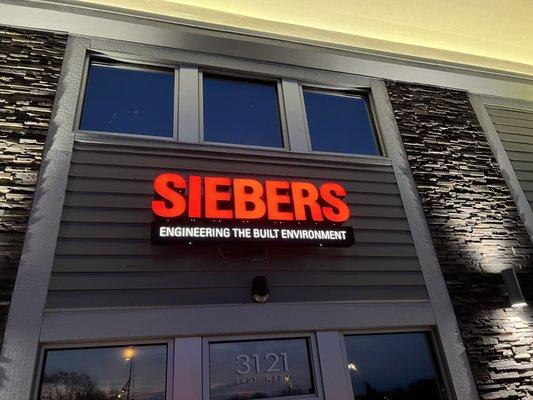 SIEBERS
ENGINEERING THE BUILT ENVIRONMENT
3121